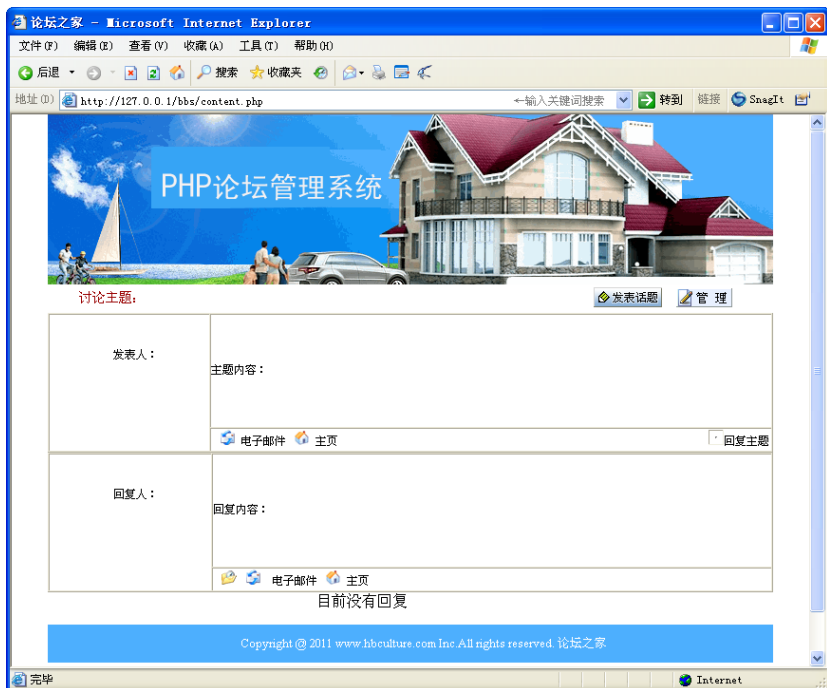 论坛之家 - Microsoft Internet Explorer
文件(F) 编辑(E) 查看(V) 收藏(A) 工具(T) 帮助(H)
后退 搜索 收藏夹
地址(D) http://127.0.0.1/bbs/content.php ←输入关键词搜索 转到 链接 SnagIt
PHP论坛管理系统
讨论主题: 发表话题 管 理
发表人:
主题内容:
电子邮件 主页 回复主题
回复人:
回复内容:
电子邮件 主页
目前没有回复
Copyright @ 2011 www.hbculture.com Inc.All rights reserved. 论坛之家
完毕 Internet